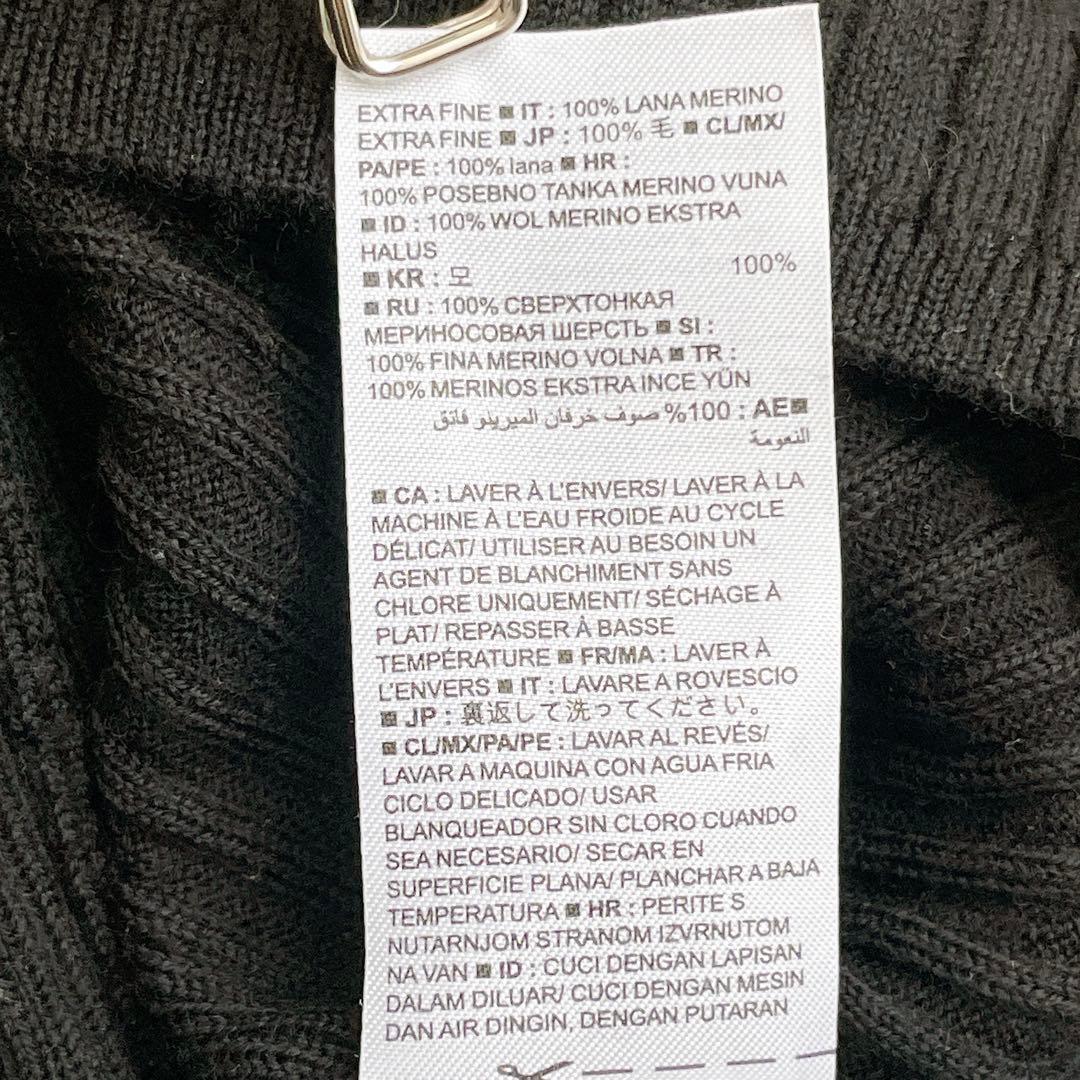 EXTRA FINE ■ IT : 100% LANA MERINO
EXTRA FINE ■ JP : 100% 毛 ■ CL/MX/
PA/PE : 100% lana ■ HR :
100% POSEBNO TANKA MERINO VUNA
■ ID : 100% WOL MERINO EKSTRA
HALUS
■ KR : 모 100%
■ RU : 100% СВЕРХТОНКАЯ
МЕРИНОСОВАЯ ШЕРСТЬ ■ SI :
100% FINA MERINO VOLNA ■ TR :
100% MERINOS EKSTRA INCE YÜN
■AE : 100% صوف خرفان الميرينو فائق
النعومة
■ CA : LAVER À L'ENVERS/ LAVER À LA
MACHINE À L'EAU FROIDE AU CYCLE
DÉLICAT/ UTILISER AU BESOIN UN
AGENT DE BLANCHIMENT SANS
CHLORE UNIQUEMENT/ SÉCHAGE À
PLAT/ REPASSER À BASSE
TEMPÉRATURE ■ FR/MA : LAVER À
L'ENVERS ■ IT : LAVARE A ROVESCIO
■ JP : 裏返して洗ってください。
■ CL/MX/PA/PE : LAVAR AL REVÉS/
LAVAR A MAQUINA CON AGUA FRIA
CICLO DELICADO/ USAR
BLANQUEADOR SIN CLORO CUANDO
SEA NECESARIO/ SECAR EN
SUPERFICIE PLANA/ PLANCHAR A BAJA
TEMPERATURA ■ HR : PERITE S
NUTARNJOM STRANOM IZVRNUTOM
NA VAN ■ ID : CUCI DENGAN LAPISAN
DALAM DILUAR/ CUCI DENGAN MESIN
DAN AIR DINGIN, DENGAN PUTARAN